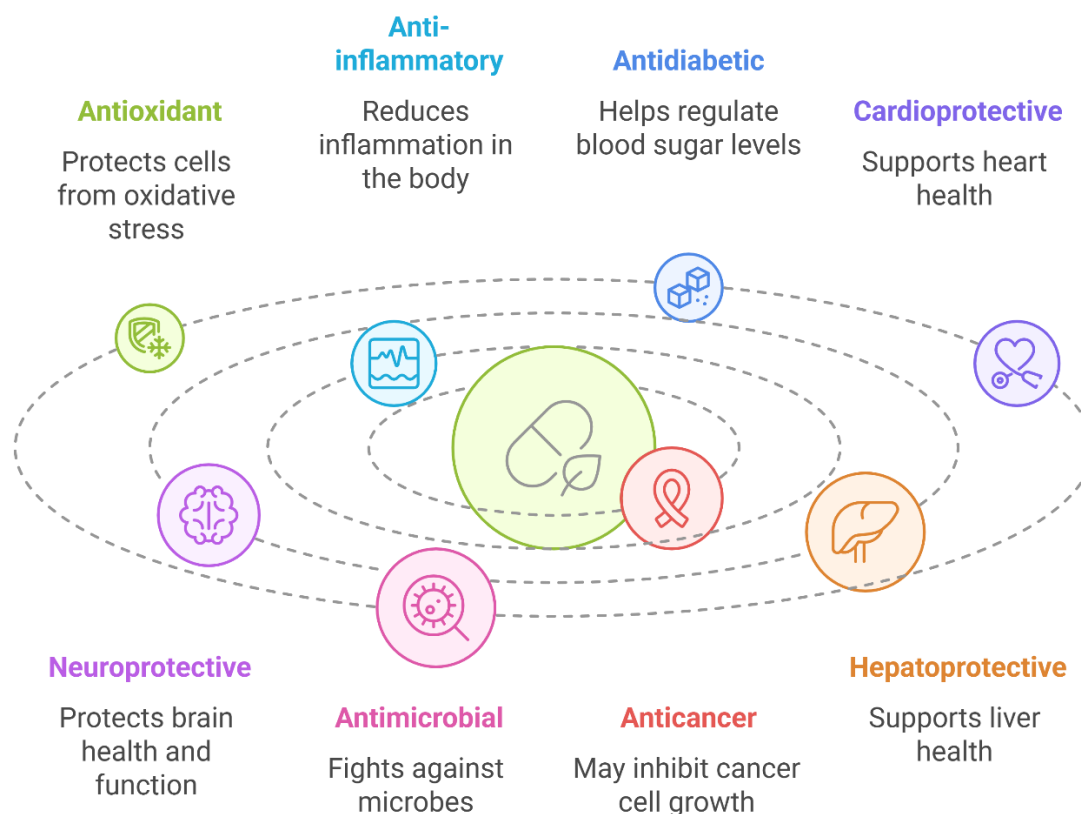 Antioxidant
Protects cells
from oxidative
stress
Anti-
inflammatory
Reduces
inflammation in
the body
Antidiabetic
Helps regulate
blood sugar levels
Cardioprotective
Supports heart
health
Neuroprotective
Protects brain
health and
function
Antimicrobial
Fights against
microbes
Anticancer
May inhibit cancer
cell growth
Hepatoprotective
Supports liver
health